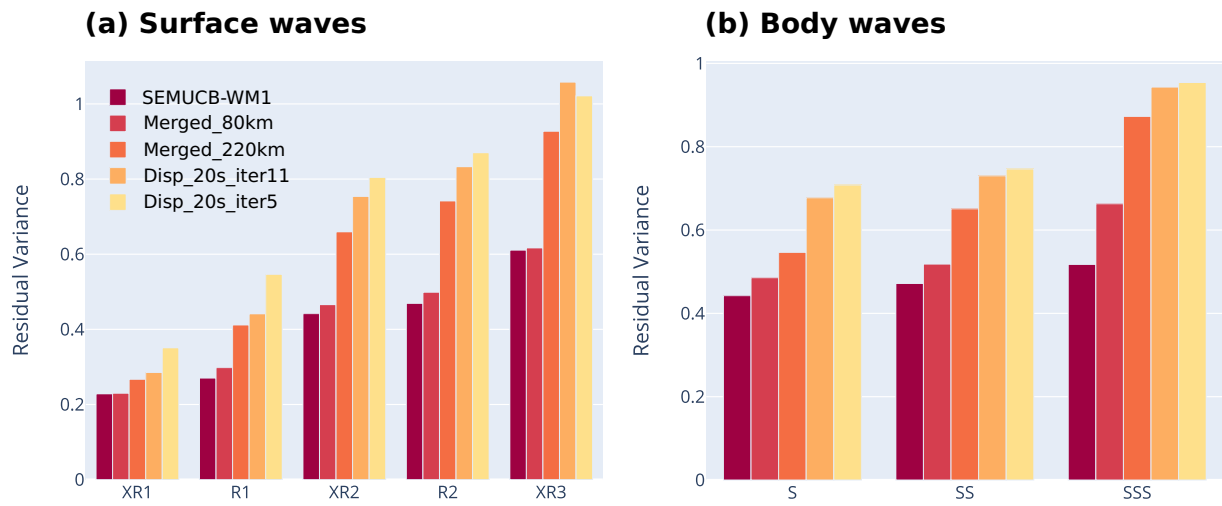 (a) Surface waves
Residual Variance
1
0.8
0.6
0.4
0.2
0
SEMUCB-WM1
Merged_80km
Merged_220km
Disp_20s_iter11
Disp_20s_iter5
XR1
R1
XR2
R2
XR3
(b) Body waves
Residual Variance
1
0.8
0.6
0.4
0.2
0
S
SS
SSS